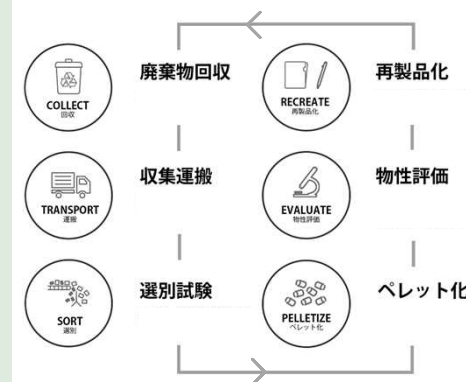 COLLECT
回収
廃棄物回収
TRANSPORT
運搬
収集運搬
SORT
選別
選別試験
RECREATE
再製品化
再製品化
EVALUATE
物性評価
物性評価
PELLETIZE
ペレット化
ペレット化